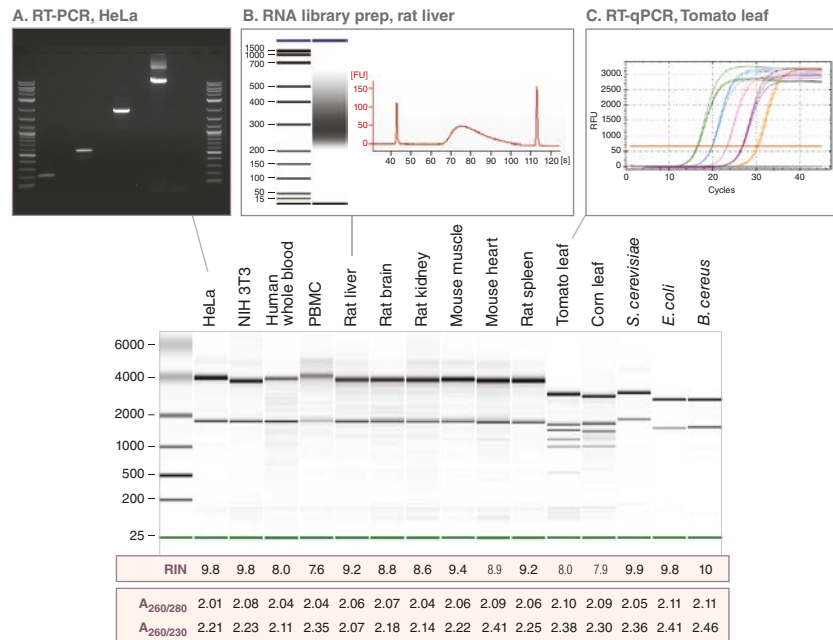 A. RT-PCR, HeLa
B. RNA library prep, rat liver
C. RT-qPCR, Tomato leaf
1500
1000
700
500
400
300
200
150
100
50
15
[FU]
150
100
50
0
40 50 60 70 80 90 100 120 [s]
RFU
3000.
2500
2000
1500
1000
50
0
0 10 20 30 40
Cycles
HeLa
NIH 3T3
Human
whole blood
PBMC
Rat liver
Rat brain
Rat kidney
Mouse muscle
Mouse heart
Rat spleen
Tomato leaf
Corn leaf
S. cerevisiae
E.coli
B. cereus
6000
4000
2000
1000
500
200
25
RIN 9.8 9.8 8.0 7.6 9.2 8.8 8.6 9.4 8.9 9.2 8.0 7.9 9.9 9.8 10
A260/280 2.01 2.08 2.04 2.04 2.06 2.07 2.04 2.06 2.09 2.06 2.10 2.09 2.05 2.11 2.11
A260/230 2.21 2.23 2.11 2.35 2.07 2.18 2.14 2.22 2.41 2.25 2.38 2.30 2.36 2.41 2.46